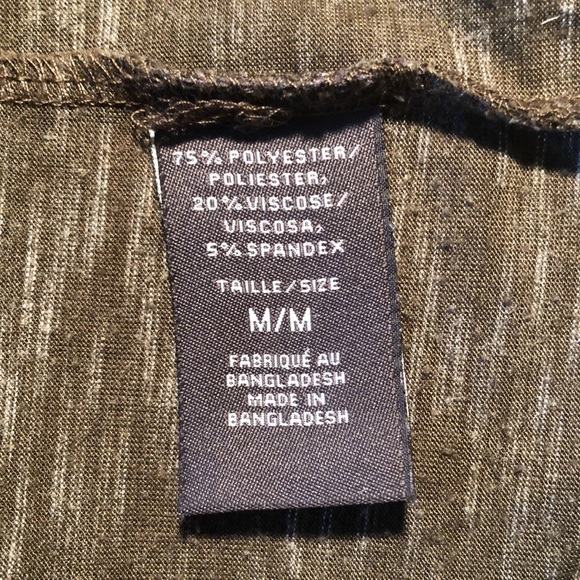 75% POLYESTER/
POLIESTER,
20% VISCOSE/
VISCOSA,
5% SPANDEX
TAILLE/SIZE
M/M
FABRIQUÉ AU
BANGLADESH
MADE IN
BANGLADESH